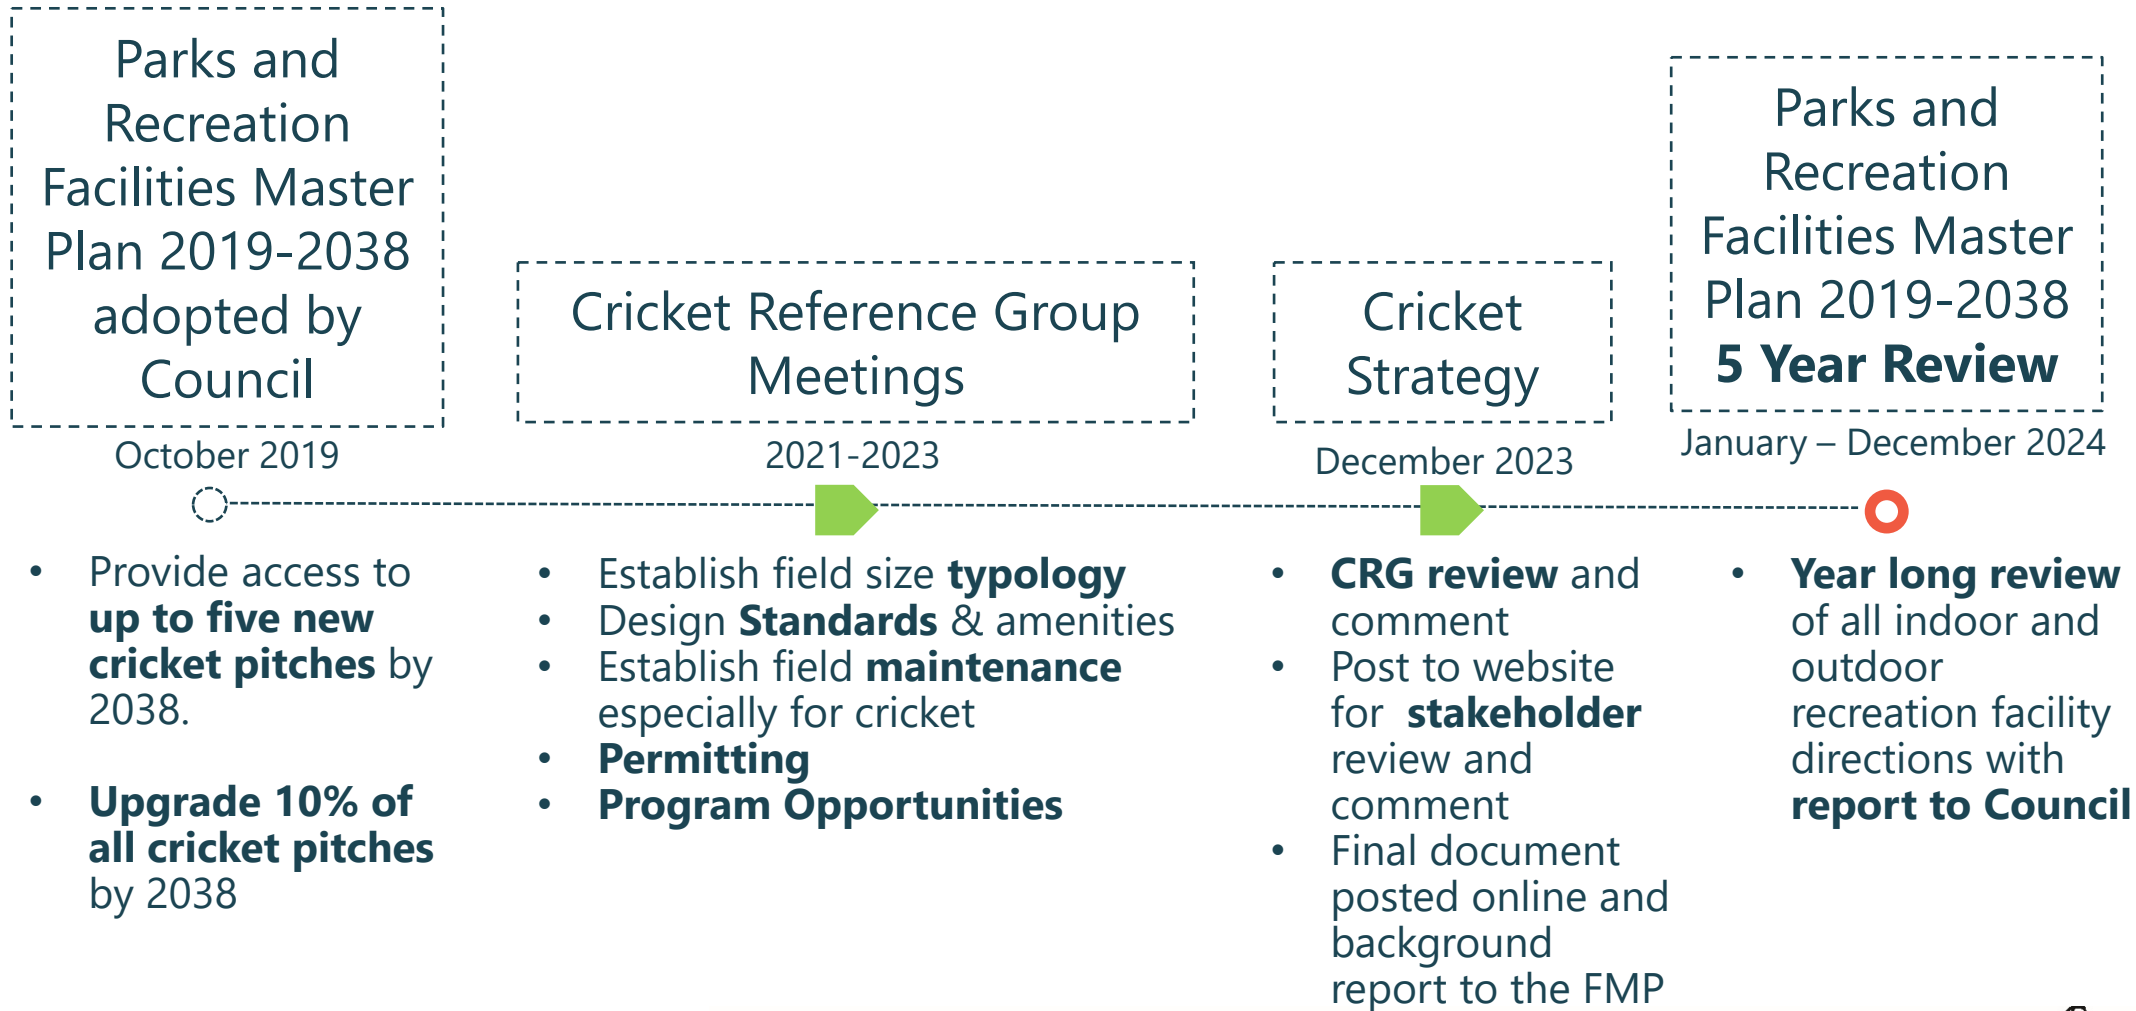 Parks and
Recreation
Facilities Master
Plan 2019-2038
adopted by
Council
October 2019
• Provide access to
up to five new
cricket pitches by
2038.
• Upgrade 10% of
all cricket pitches
by 2038
Cricket Reference Group
Meetings
2021-2023
• Establish field size typology
• Design Standards & amenities
• Establish field maintenance
especially for cricket
• Permitting
• Program Opportunities
Cricket
Strategy
December 2023
• CRG review and
comment
• Post to website
for stakeholder
review and
comment
• Final document
posted online and
background
report to the FMP
Parks and
Recreation
Facilities Master
Plan 2019-2038
5 Year Review
January – December 2024
• Year long review
of all indoor and
outdoor
recreation facility
directions with
report to Council